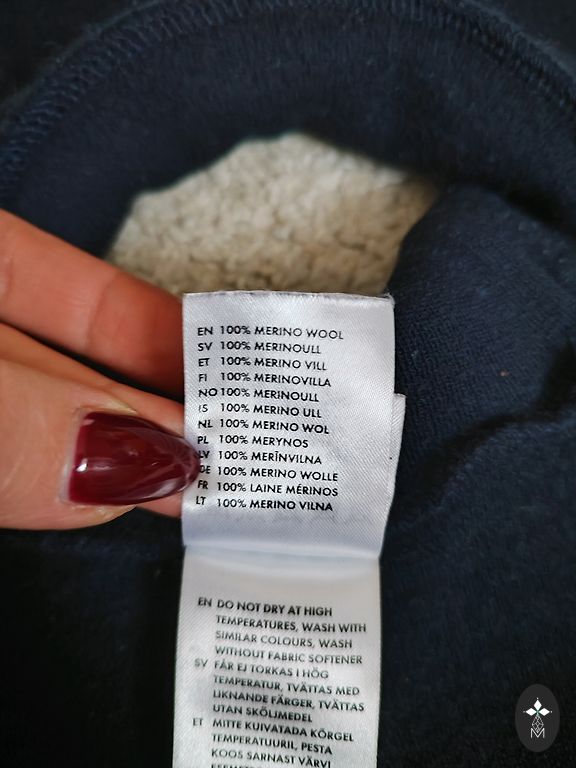 EN 100% MERINO WOOL
SV 100% MERINOULL
ET 100% MERINO VILL
FI 100% MERINOVILLA
NO 100% MERINOULL
IS 100% MERINO ULL
NL 100% MERINO WOL
PL 100% MERYNOS
LV 100% MERĪNVILNA
DE 100% MERINO WOLLE
FR 100% LAINE MÉRINOS
LT 100% MERINO VILNA
EN DO NOT DRY AT HIGH
TEMPERATURES, WASH WITH
SIMILAR COLOURS, WASH
WITHOUT FABRIC SOFTENER
SV FÅR EJ TORKAS I HÖG
TEMPERATUR, TVÄTTAS MED
LIKNANDE FÄRGER, TVÄTTAS
UTAN SKÖLJMEDEL
ET MITTE KUIVATADA KÕRGEL
TEMPERATUURIL, PESTA
KOOS SARNAST VÄRVI
M